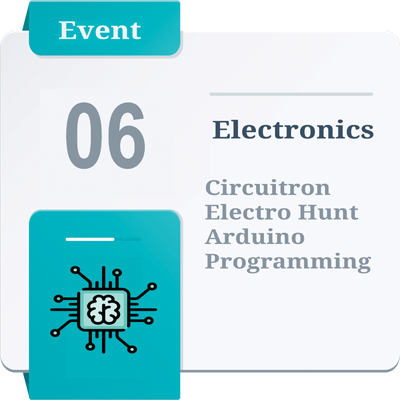 Event
06
Electronics
Circuitron
Electro Hunt
Arduino
Programming